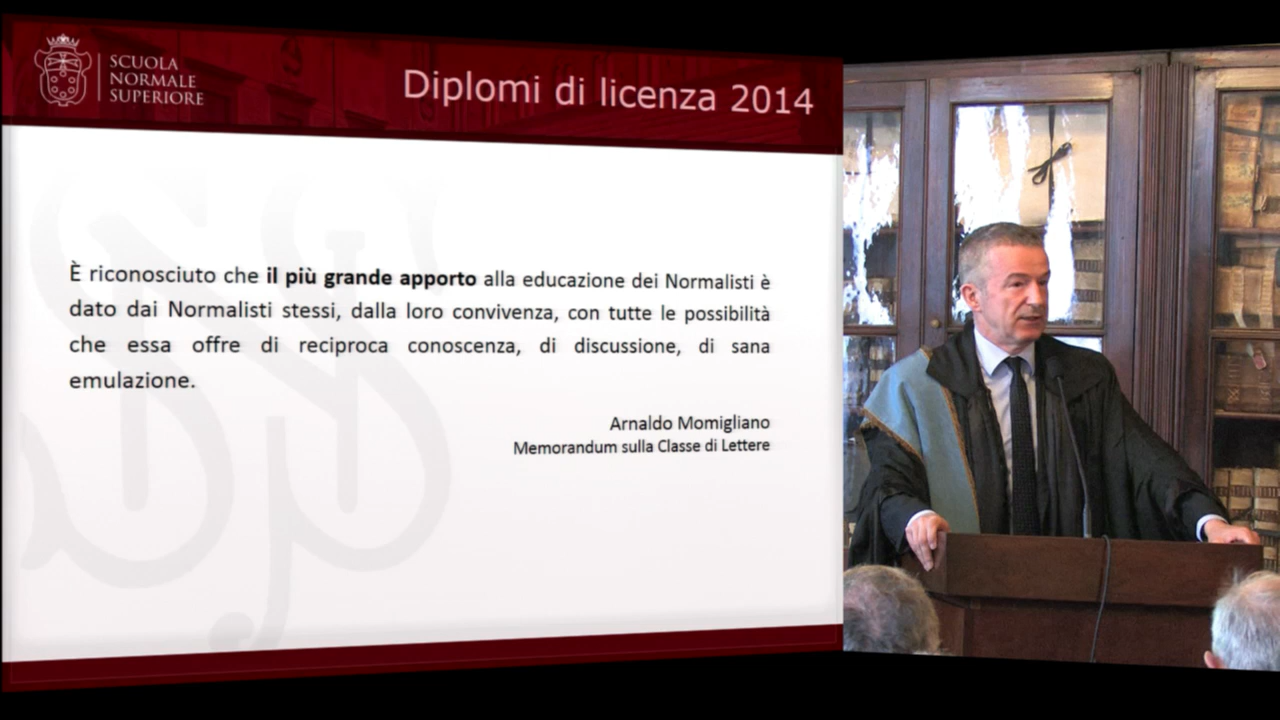 SCUOLA
NORMALE
SUPERIORE
Diplomi di licenza 2014
È riconosciuto che il più grande apporto alla educazione dei Normalisti è
dato dai Normalisti stessi, dalla loro convivenza, con tutte le possibilità
che essa offre di reciproca conoscenza, di discussione, di sana
emulazione.
Arnaldo Momigliano
Memorandum sulla Classe di Lettere